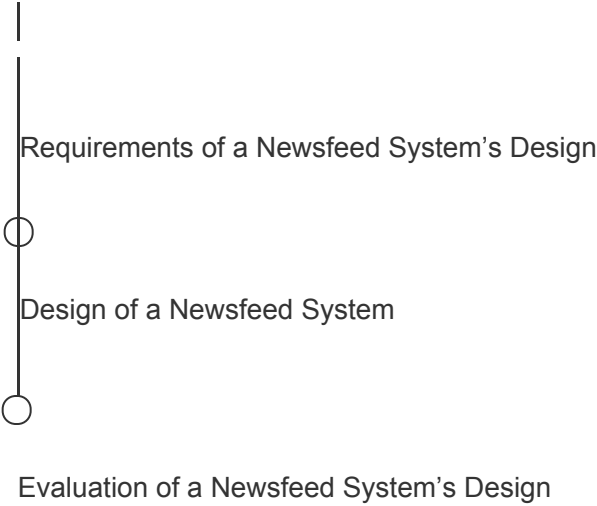 Requirements of a Newsfeed System’s Design
Design of a Newsfeed System
Evaluation of a Newsfeed System’s Design